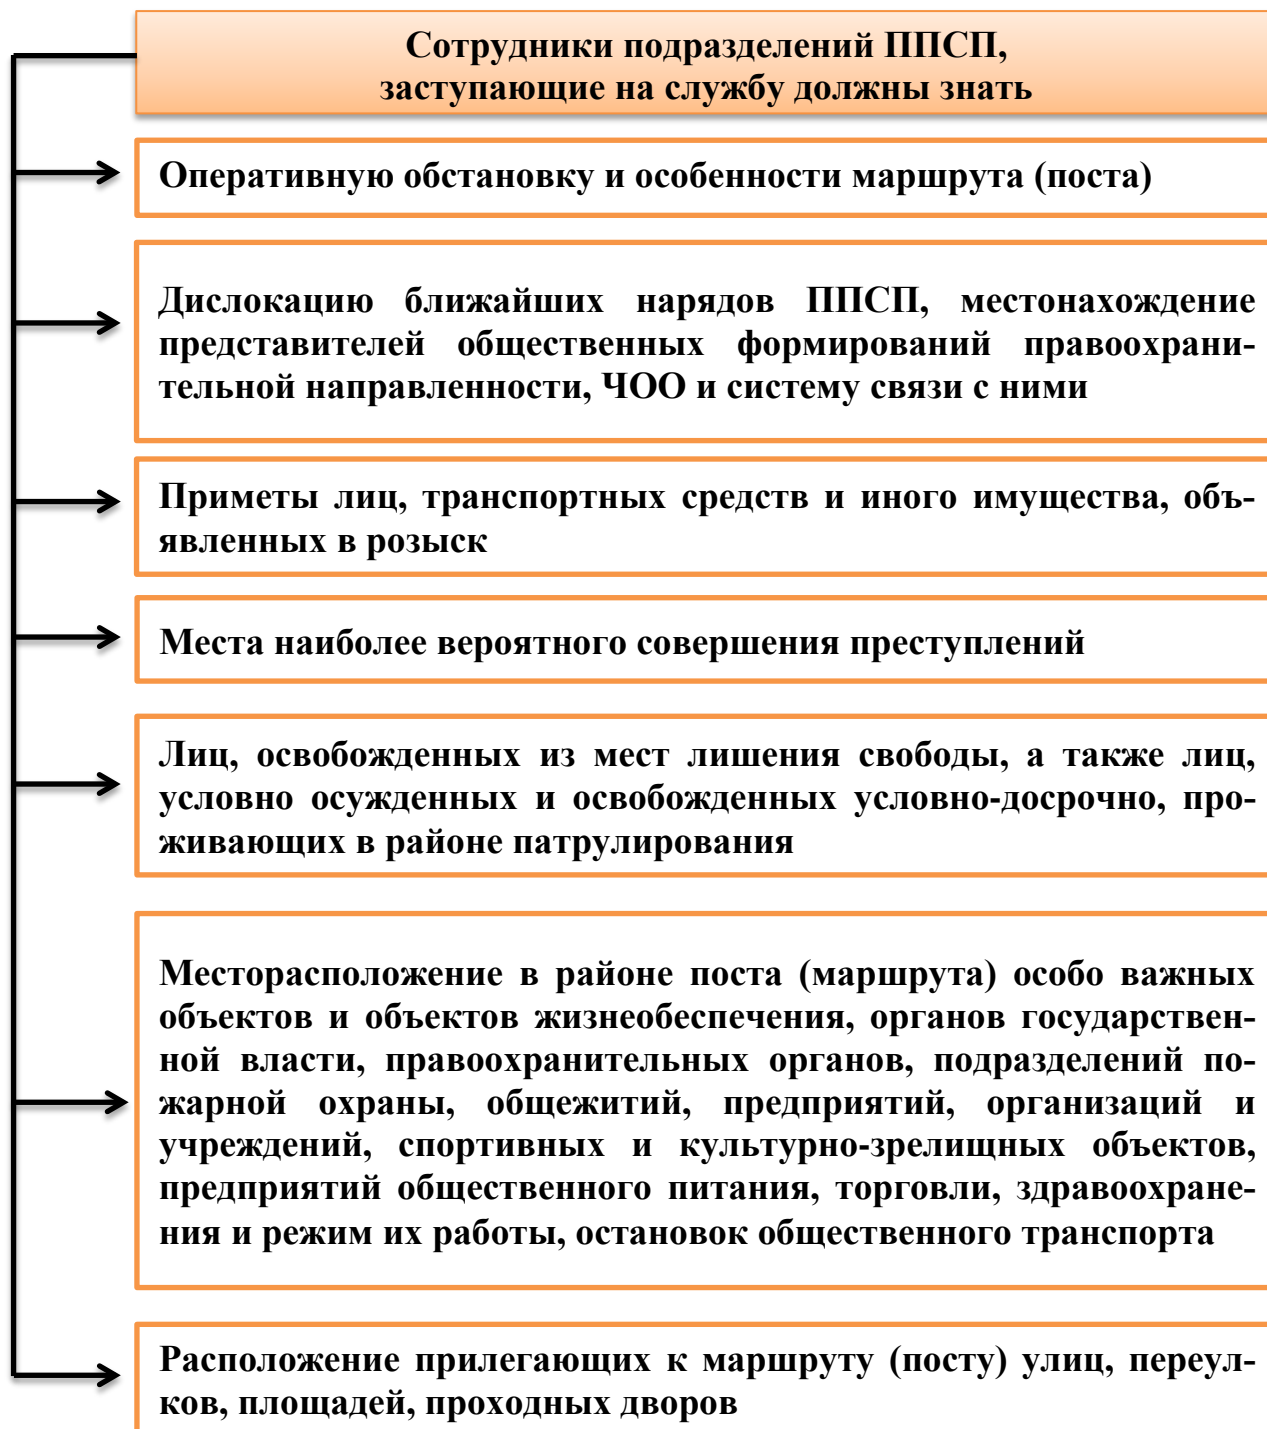 Сотрудники подразделений ППСП,
заступающие на службу должны знать
Оперативную обстановку и особенности маршрута (поста)
Дислокацию ближайших нарядов ППСП, местонахождение
представителей общественных формирований правоохрани-
тельной направленности, ЧОО и систему связи с ними
Приметы лиц, транспортных средств и иного имущества, объ-
явленных в розыск
Места наиболее вероятного совершения преступлений
Лиц, освобожденных из мест лишения свободы, а также лиц,
условно осужденных и освобожденных условно-досрочно, про-
живающих в районе патрулирования
Месторасположение в районе поста (маршрута) особо важных
объектов и объектов жизнеобеспечения, органов государствен-
ной власти, правоохранительных органов, подразделений по-
жарной охраны, общежитий, предприятий, организаций и
учреждений, спортивных и культурно-зрелищных объектов,
предприятий общественного питания, торговли, здравоохране-
ния и режим их работы, остановок общественного транспорта
Расположение прилегающих к маршруту (посту) улиц, переул-
ков, площадей, проходных дворов